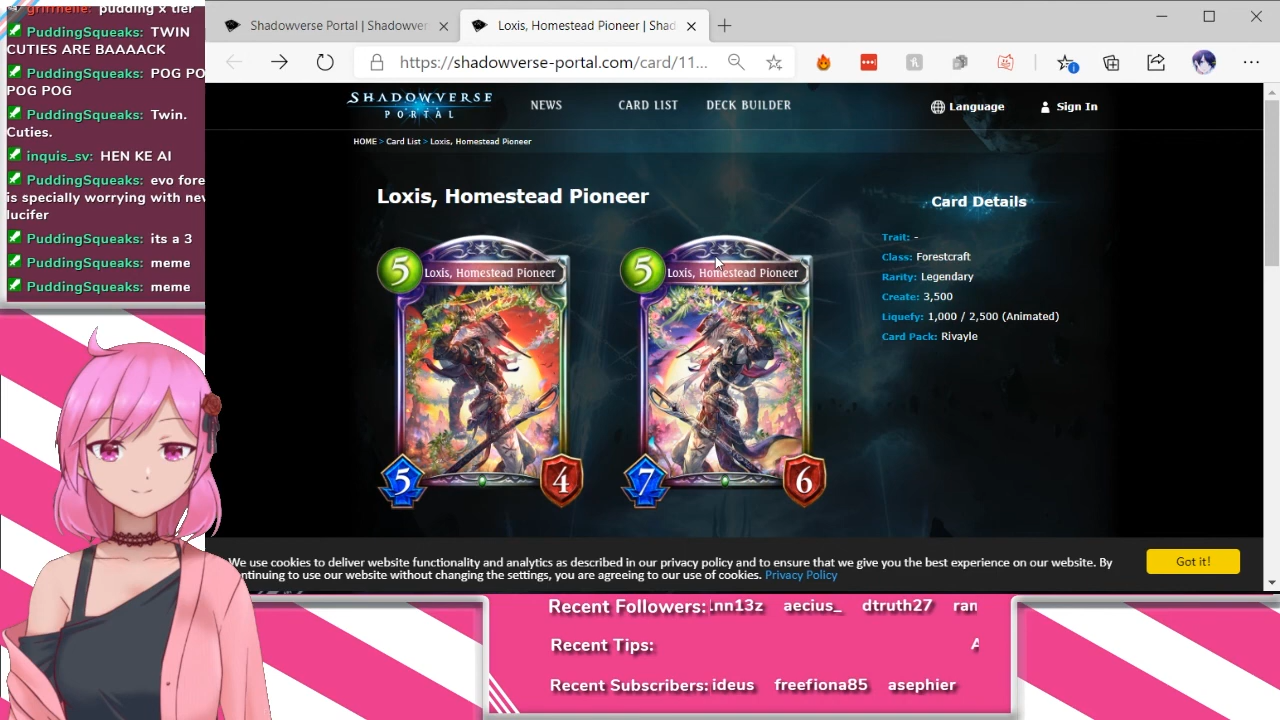 griffnelle: pudding x tier
PuddingSqueaks: TWIN
CUTIES ARE BAAAACK
PuddingSqueaks: POG PO
POG POG
PuddingSqueaks: Twin.
Cuties.
inquis_sv: HEN KE AI
PuddingSqueaks: evo fore
is specially worrying with nev
lucifer
PuddingSqueaks: its a 3
PuddingSqueaks: meme
PuddingSqueaks: meme
Shadowverse Portal | Shadowver
Loxis, Homestead Pioneer | Shad
https://shadowverse-portal.com/card/11...
SHADOWVERSE
PORTAL
NEWS
CARD LIST
DECK BUILDER
Language
Sign In
HOME > Card List > Loxis, Homestead Pioneer
Loxis, Homestead Pioneer
Card Details
Trait: -
Class: Forestcraft
Rarity: Legendary
Create: 3,500
Liquefy: 1,000 / 2,500 (Animated)
Card Pack: Rivayle
5
Loxis, Homestead Pioneer
5
4
5
Loxis, Homestead Pioneer
7
6
We use cookies to deliver website functionality and analytics as described in our privacy policy and to ensure that we give you the best experience on our website. By
ntinuing to use our website without changing the settings, you are agreeing to our use of cookies. Privacy Policy
Got it!
Recent Followers: nn13z aecius_ dtruth27 ran
Recent Tips:
Recent Subscribers: ideus freefiona85 asephier